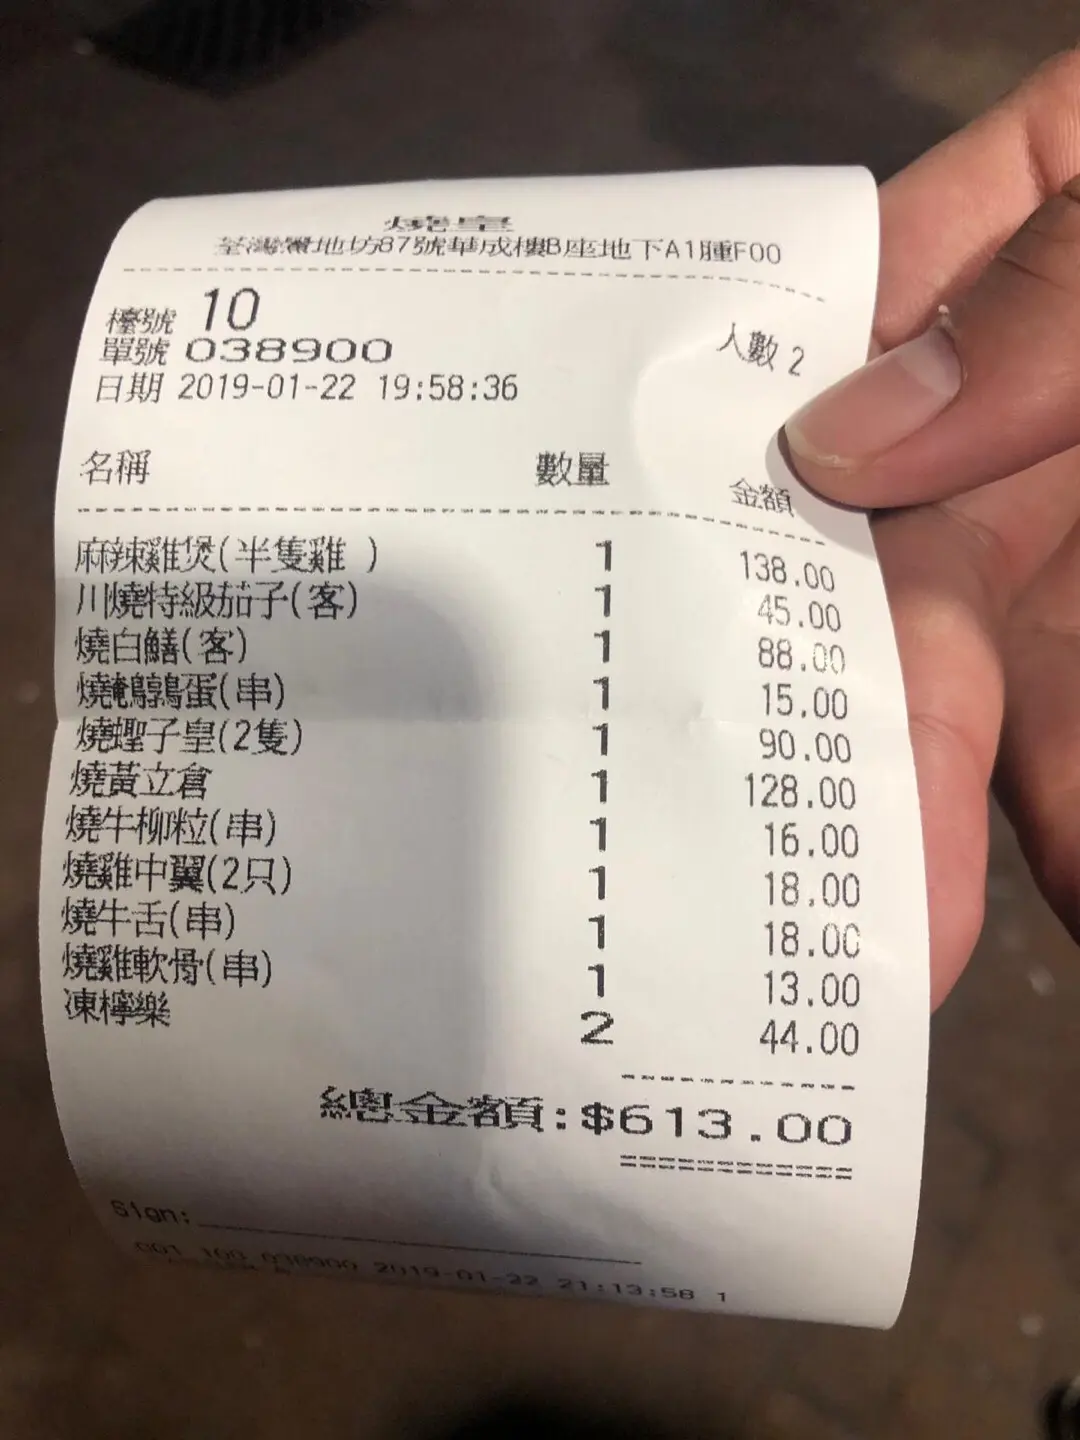 燒皇
荃灣鱟地坊87號華成樓B座地下A1腫F00
檯號 10
單號 038900
人數 2
日期 2019-01-22 19:58:36
名稱 數量 金額
麻辣雞煲(半隻雞 ) 1 138.00
川燒特級茄子(客) 1 45.00
燒白鱔(客) 1 88.00
燒鵪鶉蛋(串) 1 15.00
燒蟶子皇(2隻) 1 90.00
燒黃立倉 1 128.00
燒牛柳粒(串) 1 16.00
燒雞中翼(2只) 1 18.00
燒牛舌(串) 1 18.00
燒雞軟骨(串) 1 13.00
凍檸樂 2 44.00
總金額:$613.00
Sign:
001 100 038900 2019-01-22 21:13:58 1